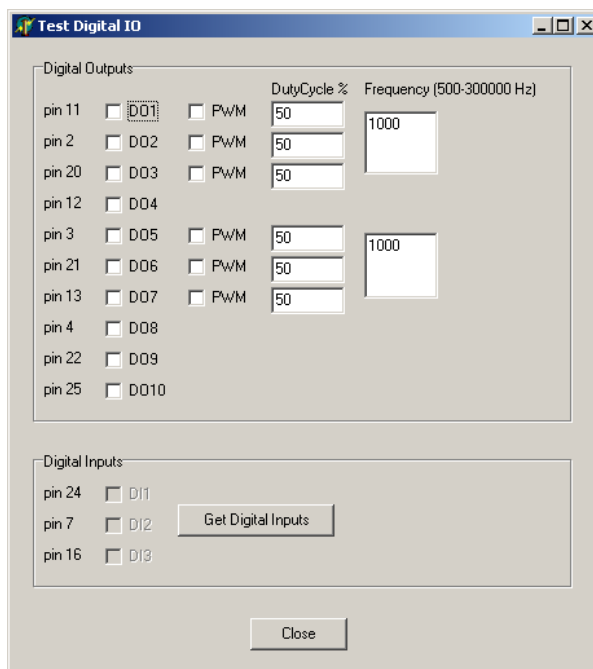 Test Digital IO
Digital Outputs
DutyCycle % Frequency (500-300000 Hz)
pin 11 DO1 PWM 50 1000
pin 2 DO2 PWM 50
pin 20 DO3 PWM 50
pin 12 DO4
pin 3 DO5 PWM 50 1000
pin 21 DO6 PWM 50
pin 13 DO7 PWM 50
pin 4 DO8
pin 22 DO9
pin 25 DO10
Digital Inputs
pin 24 DI1
pin 7 DI2 Get Digital Inputs
pin 16 DI3
Close